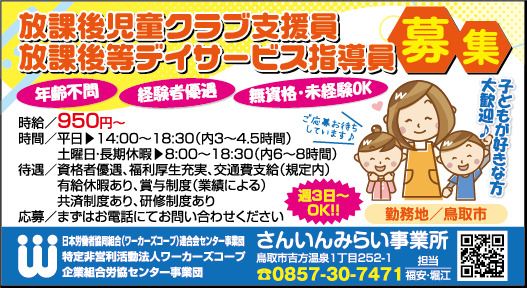 放課後児童クラブ支援員
放課後等デイサービス指導員
募集
年齢不問 経験者優遇 無資格・未経験OK
時給／950円～
時間／平日▶14:00～18:30(内3～4.5時間)
土曜日・長期休暇▶8:00～18:30(内6～8時間)
待遇／資格者優遇、福利厚生充実、交通費支給(規定内)
有給休暇あり、賞与制度(業績による)
共済制度あり、研修制度あり
応募／まずはお電話にてお問い合わせください
週3日～
OK!!
ご応募お待ち
しています♪
子どもが好きな方
大歓迎♪
勤務地／鳥取市
日本労働者協同組合(ワーカーズコープ)連合会センター事業団
特定非営利活動法人ワーカーズコープ
企業組合労協センター事業団
さんいんみらい事業所
鳥取市吉方温泉1丁目252-1
☎0857-30-7471
担当
福安・堀江